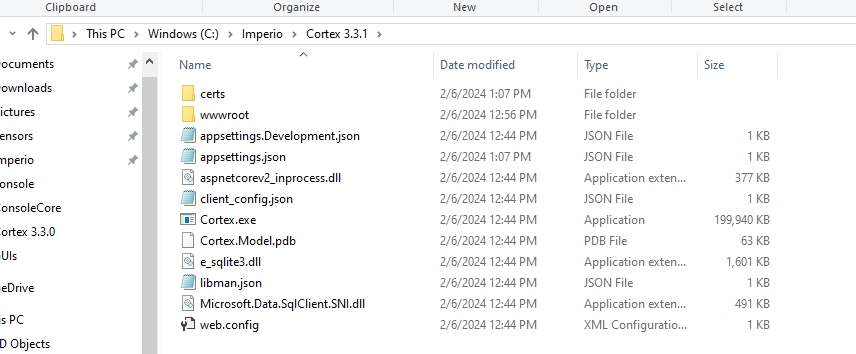 Clipboard Organize New Open Select
This PC > Windows (C:) > Imperio > Cortex 3.3.1
ocuments
ownloads
ictures
ensors
mperio
onsole
onsoleCore
ortex 3.3.0
UIs
neDrive
is PC
D Objects
Name Date modified Type Size
certs 2/6/2024 1:07 PM File folder
wwwroot 2/6/2024 12:56 PM File folder
appsettings.Development.json 2/6/2024 12:44 PM JSON File 1 KB
appsettings.json 2/6/2024 1:07 PM JSON File 1 KB
aspnetcorev2_inprocess.dll 2/6/2024 12:44 PM Application exten... 377 KB
client_config.json 2/6/2024 12:44 PM JSON File 1 KB
Cortex.exe 2/6/2024 12:44 PM Application 199,940 KB
Cortex.Model.pdb 2/6/2024 12:44 PM PDB File 63 KB
e_sqlite3.dll 2/6/2024 12:44 PM Application exten... 1,601 KB
libman.json 2/6/2024 12:44 PM JSON File 1 KB
Microsoft.Data.SqlClient.SNI.dll 2/6/2024 12:44 PM Application exten... 491 KB
web.config 2/6/2024 12:44 PM XML Configuratio... 1 KB